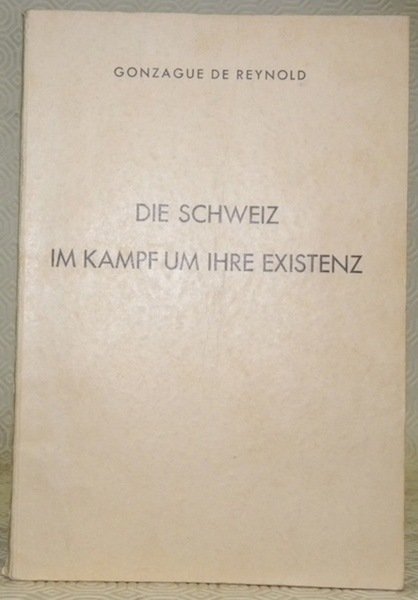 GONZAGUE DE REYNOLD
DIE SCHWEIZ
IM KAMPF UM IHRE EXISTENZ